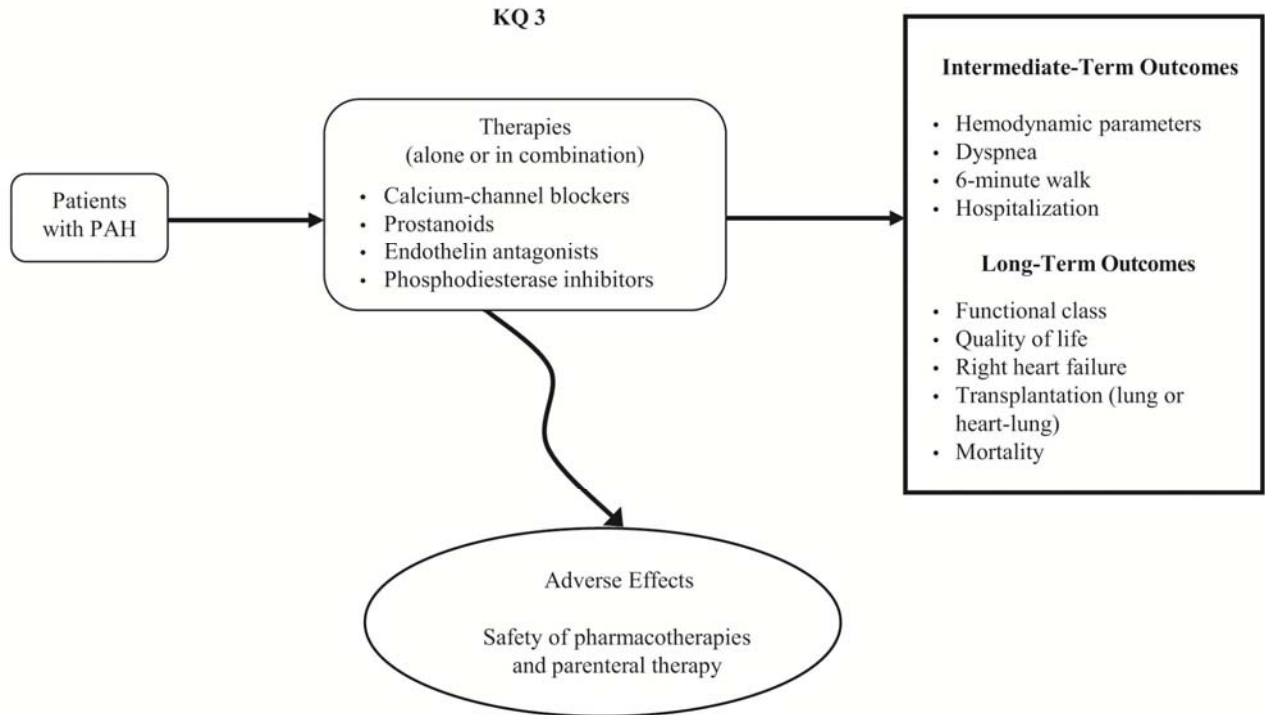 KQ 3
Patients
with PAH
Therapies
(alone or in combination)
• Calcium-channel blockers
• Prostanoids
• Endothelin antagonists
• Phosphodiesterase inhibitors
Intermediate-Term Outcomes
• Hemodynamic parameters
• Dyspnea
• 6-minute walk
• Hospitalization
Long-Term Outcomes
• Functional class
• Quality of life
• Right heart failure
• Transplantation (lung or
heart-lung)
• Mortality
Adverse Effects
Safety of pharmacotherapies
and parenteral therapy